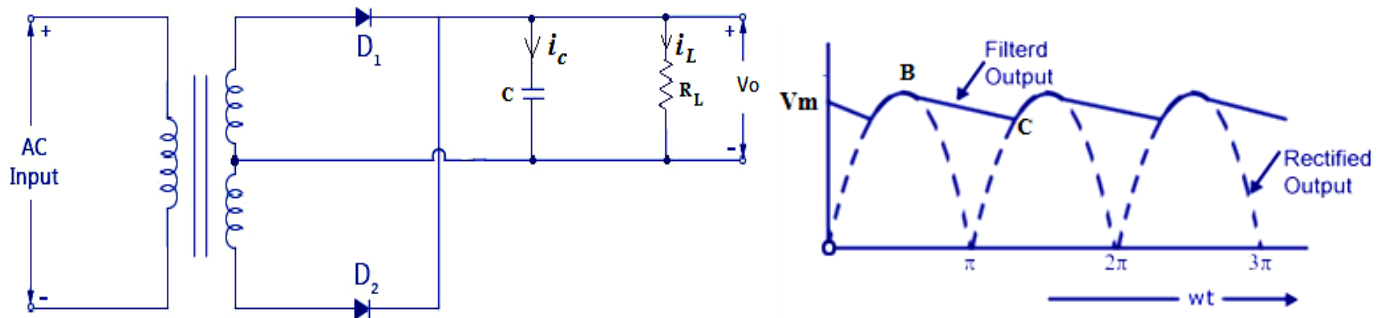 +
AC
Input
-
D1
D2
ic
C
iL
RL
+
Vo
-
Vm
B
C
Filterd
Output
Rectified
Output
O
π
2π
3π
wt